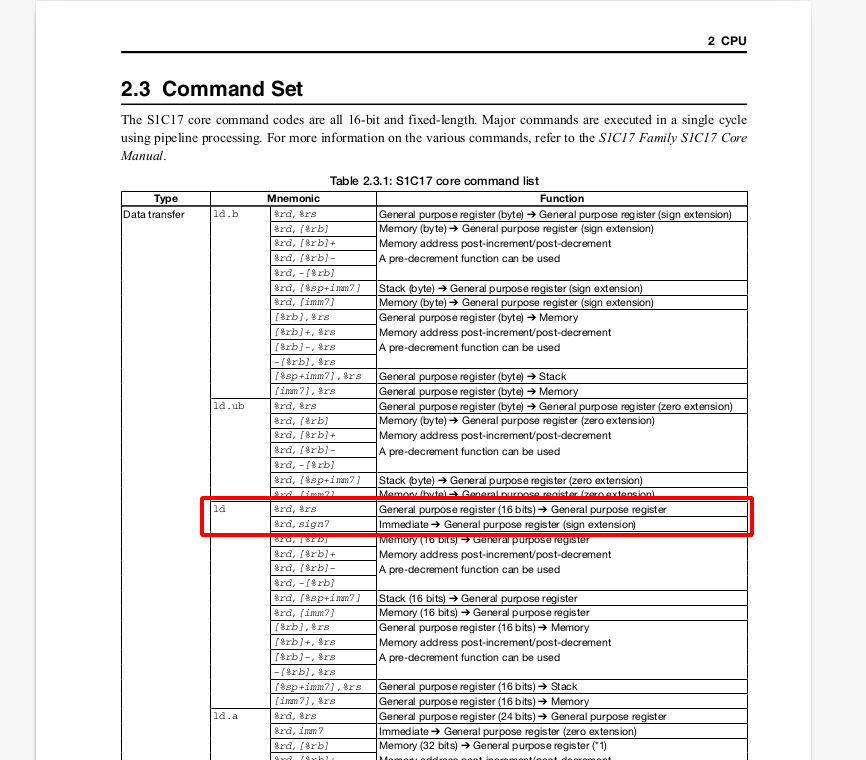 2 CPU
2.3 Command Set
The S1C17 core command codes are all 16-bit and fixed-length. Major commands are executed in a single cycle
using pipeline processing. For more information on the various commands, refer to the S1C17 Family S1C17 Core
Manual.
Table 2.3.1: S1C17 core command list
Type Mnemonic Function
Data transfer ld.b %rd,%rs General purpose register (byte) → General purpose register (sign extension)
%rd,[%rb] Memory (byte) → General purpose register (sign extension)
%rd,[%rb]+ Memory address post-increment/post-decrement
%rd,[%rb]- A pre-decrement function can be used
%rd,-[%rb]
%rd,[%sp+imm7] Stack (byte) → General purpose register (sign extension)
%rd,[imm7] Memory (byte) → General purpose register (sign extension)
[%rb],%rs General purpose register (byte) → Memory
[%rb]+,%rs Memory address post-increment/post-decrement
[%rb]-,%rs A pre-decrement function can be used
-[%rb],%rs
[%sp+imm7],%rs General purpose register (byte) → Stack
[imm7],%rs General purpose register (byte) → Memory
ld.ub %rd,%rs General purpose register (byte) → General purpose register (zero extension)
%rd,[%rb] Memory (byte) → General purpose register (zero extension)
%rd,[%rb]+ Memory address post-increment/post-decrement
%rd,[%rb]- A pre-decrement function can be used
%rd,-[%rb]
%rd,[%sp+imm7] Stack (byte) → General purpose register (zero extension)
%rd,[imm7] Memory (byte) → General purpose register (zero extension)
ld %rd,%rs General purpose register (16 bits) → General purpose register
%rd,sign7 Immediate → General purpose register (sign extension)
%rd,[%rb] Memory (16 bits) → General purpose register
%rd,[%rb]+ Memory address post-increment/post-decrement
%rd,[%rb]- A pre-decrement function can be used
%rd,-[%rb]
%rd,[%sp+imm7] Stack (16 bits) → General purpose register
%rd,[imm7] Memory (16 bits) → General purpose register
[%rb],%rs General purpose register (16 bits) → Memory
[%rb]+,%rs Memory address post-increment/post-decrement
[%rb]-,%rs A pre-decrement function can be used
-[%rb],%rs
[%sp+imm7],%rs General purpose register (16 bits) → Stack
[imm7],%rs General purpose register (16 bits) → Memory
ld.a %rd,%rs General purpose register (24 bits) → General purpose register
%rd,imm7 Immediate → General purpose register (zero extension)
%rd,[%rb] Memory (32 bits) → General purpose register (*1)